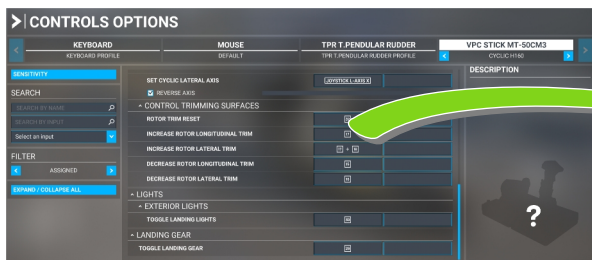 CONTROLS OPTIONS
KEYBOARD
KEYBOARD PROFILE
MOUSE
DEFAULT
TPR T.PENDULAR RUDDER
TPR T.PENDULAR RUDDER PROFILE
VPC STICK MT-50CM3
CYCLIC H160
SENSITIVITY
SEARCH
SEARCH BY NAME
SEARCH BY INPUT
Select an input
FILTER
ASSIGNED
EXPAND / COLLAPSE ALL
SET CYCLIC LATERAL AXIS
JOYSTICK L-AXIS X
REVERSE AXIS
CONTROL TRIMMING SURFACES
ROTOR TRIM RESET
INCREASE ROTOR LONGITUDINAL TRIM
INCREASE ROTOR LATERAL TRIM
DECREASE ROTOR LONGITUDINAL TRIM
DECREASE ROTOR LATERAL TRIM
LIGHTS
EXTERIOR LIGHTS
TOGGLE LANDING LIGHTS
LANDING GEAR
TOGGLE LANDING GEAR
DESCRIPTION
?